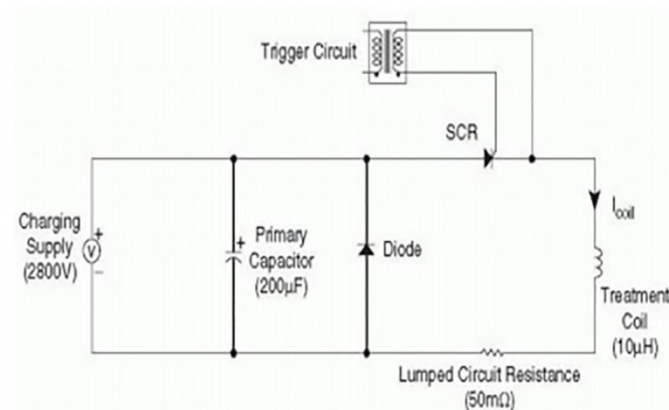 Trigger Circuit
SCR
Charging
Supply
(2800V)
+
V
−
+
Primary
Capacitor
(200µF)
Diode
Icoil
Treatment
Coil
(10µH)
Lumped Circuit Resistance
(50mΩ)